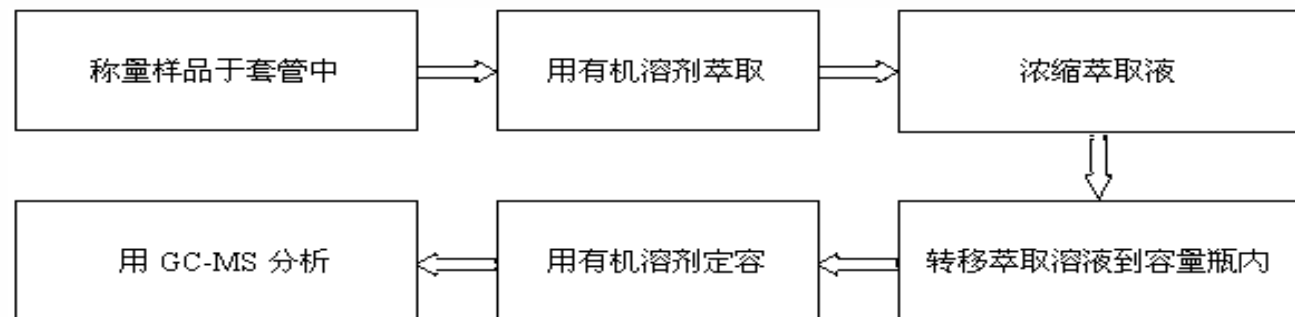 称量样品于套管中
用有机溶剂萃取
浓缩萃取液
转移萃取溶液到容量瓶内
用有机溶剂定容
用 GC-MS 分析